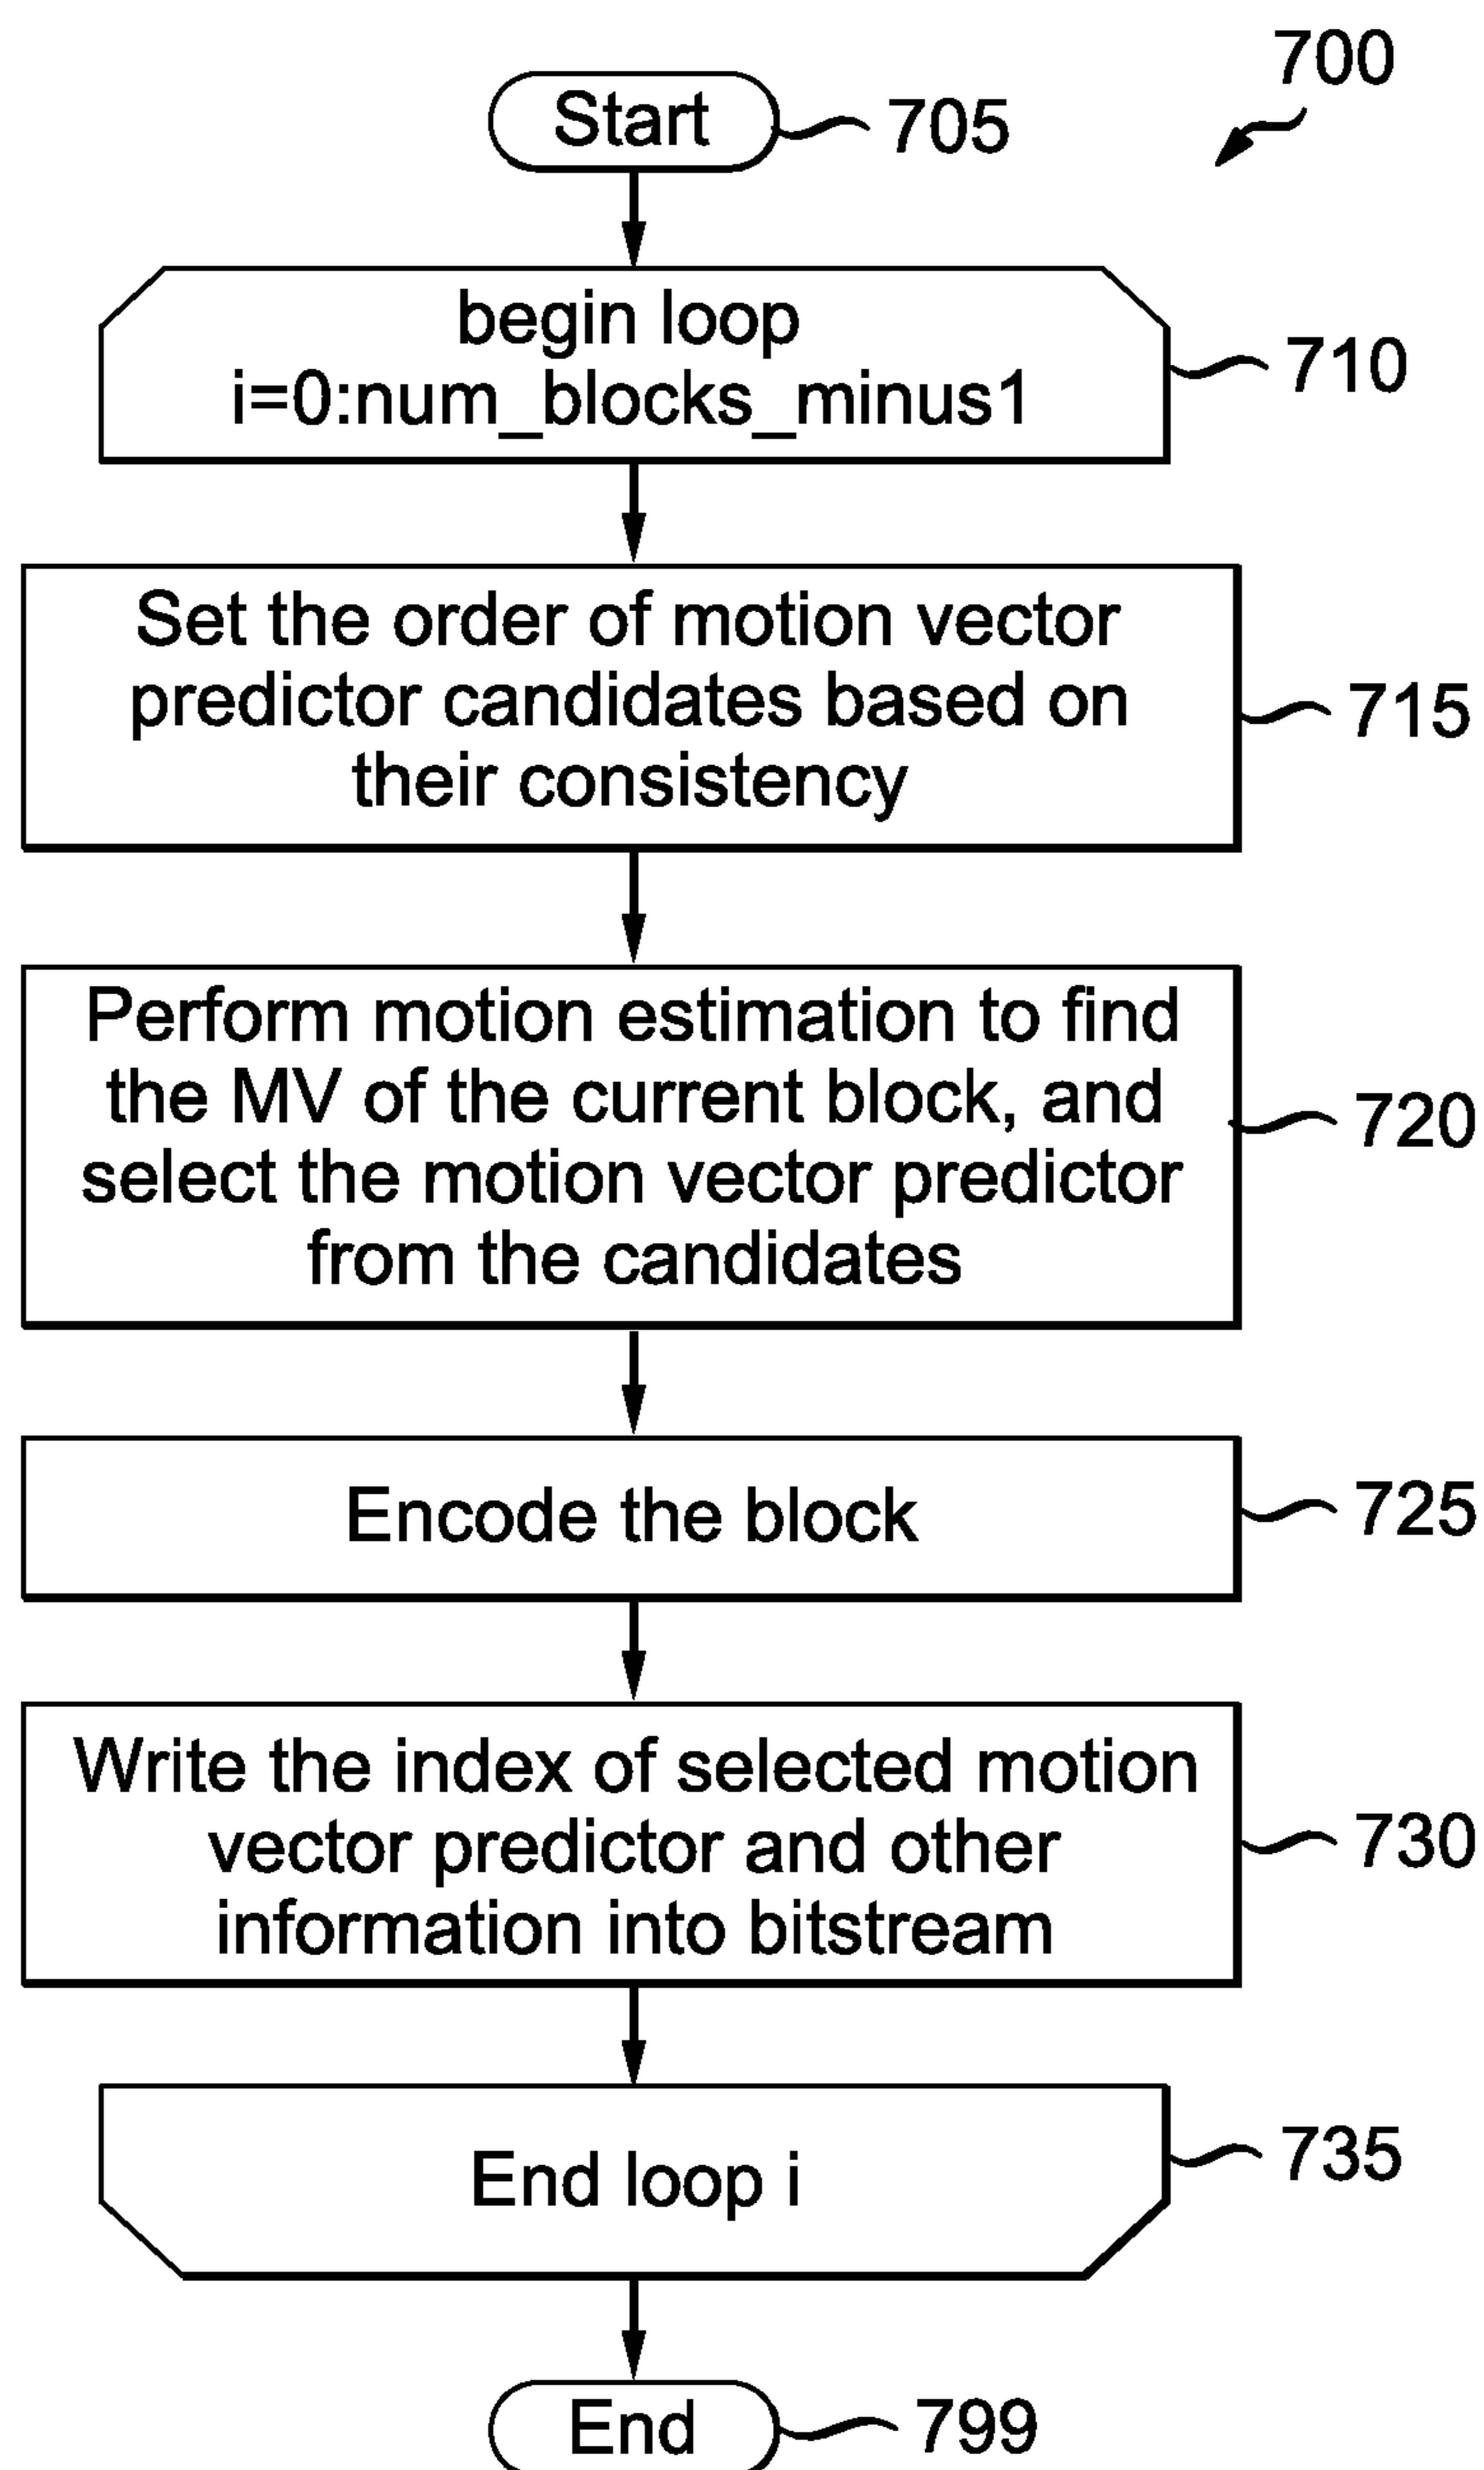 700
Start
705
begin loop
i=0:num_blocks_minus1
710
Set the order of motion vector
predictor candidates based on
their consistency
715
Perform motion estimation to find
the MV of the current block, and
select the motion vector predictor
from the candidates
720
Encode the block
725
Write the index of selected motion
vector predictor and other
information into bitstream
730
End loop i
735
End
799